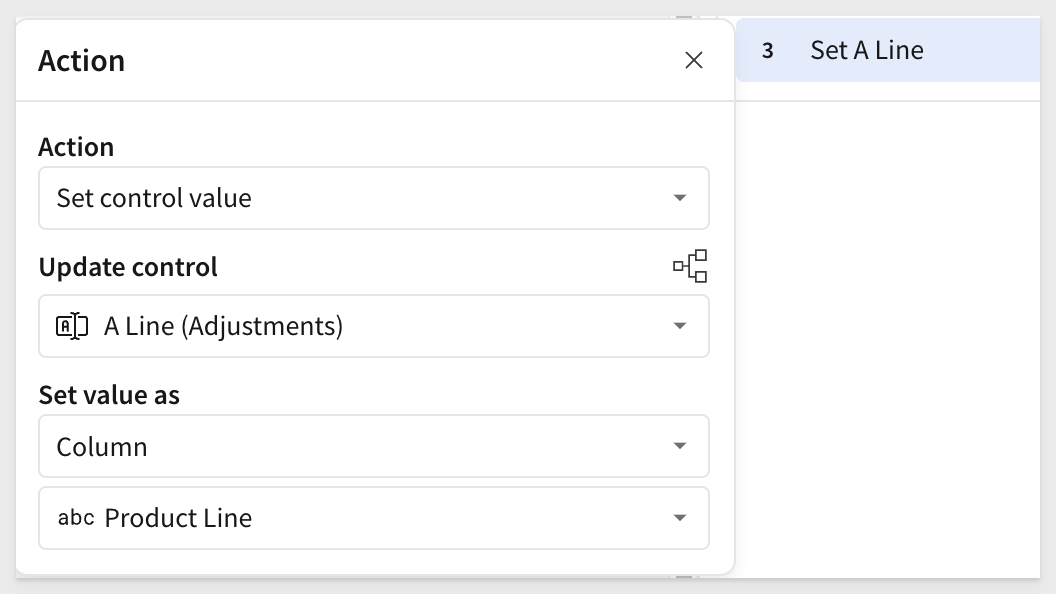 Action
3 Set A Line
Action
Set control value
Update control
A Line (Adjustments)
Set value as
Column
abc Product Line